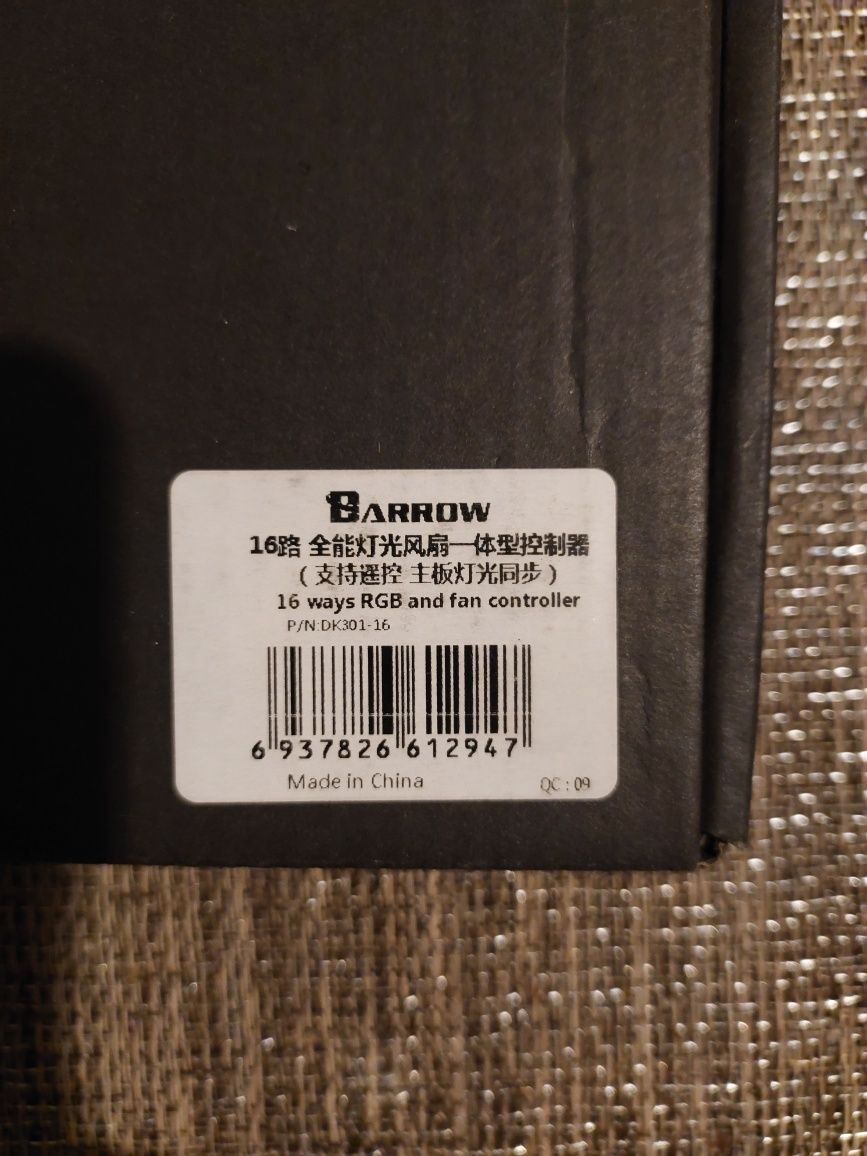 BARROW
16路 全能灯光风扇一体型控制器
(支持遥控 主板灯光同步)
16 ways RGB and fan controller
P/N:DK301-16
6 937826 612947
Made in China
QC : 09